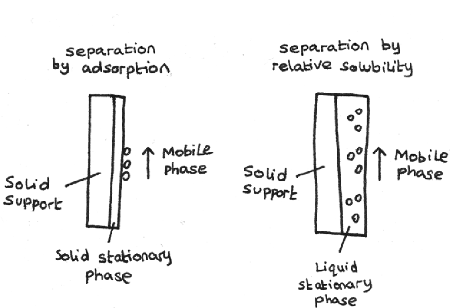 separation
by adsorption
Mobile
phase
Solid
Support
Solid stationary
phase
separation by
relative solubility
Solid
Support
Mobile
phase
Liquid
stationary
phase